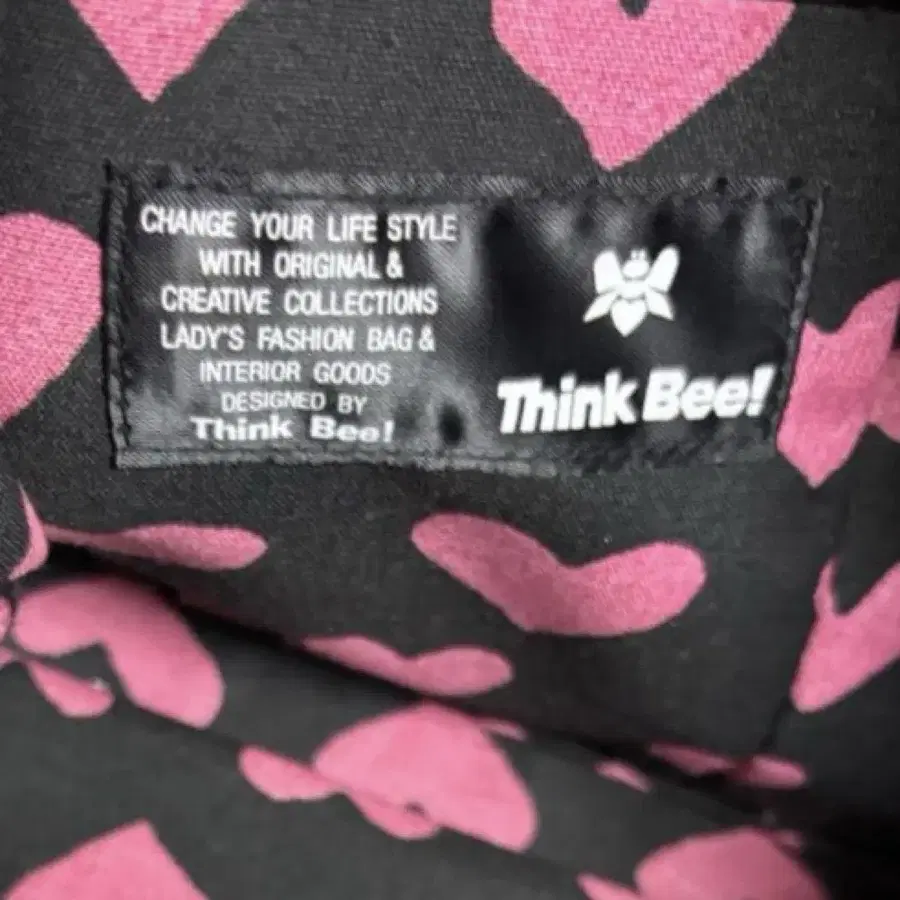 CHANGE YOUR LIFE STYLE
WITH ORIGINAL &
CREATIVE COLLECTIONS
LADY'S FASHION BAG &
INTERIOR GOODS
DESIGNED BY
Think Bee!
Think Bee!